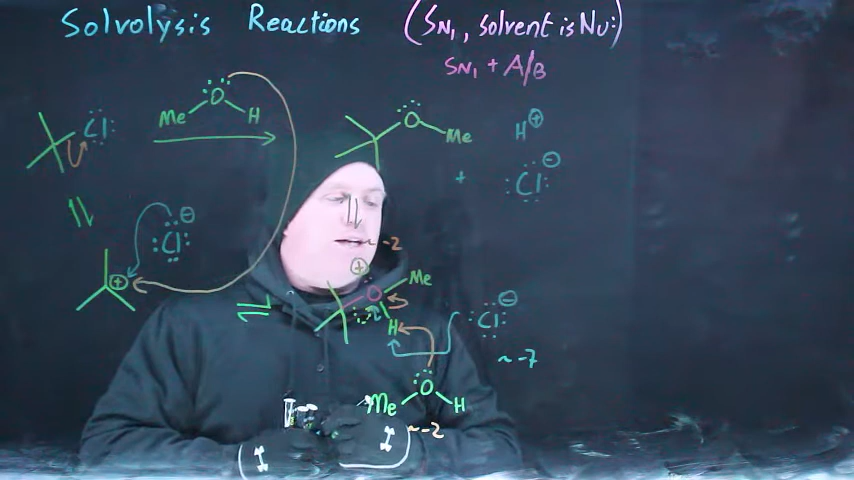 Solvolysis Reactions (SN1, solvent is Nu:)
SN1 + A/B
Cl
Me O H
O Me
H⊕
+ Cl⊖
Cl⊖
⊕
~ -2
⊕
O Me
H
Cl⊖
~ -7
Me O H
~ -2